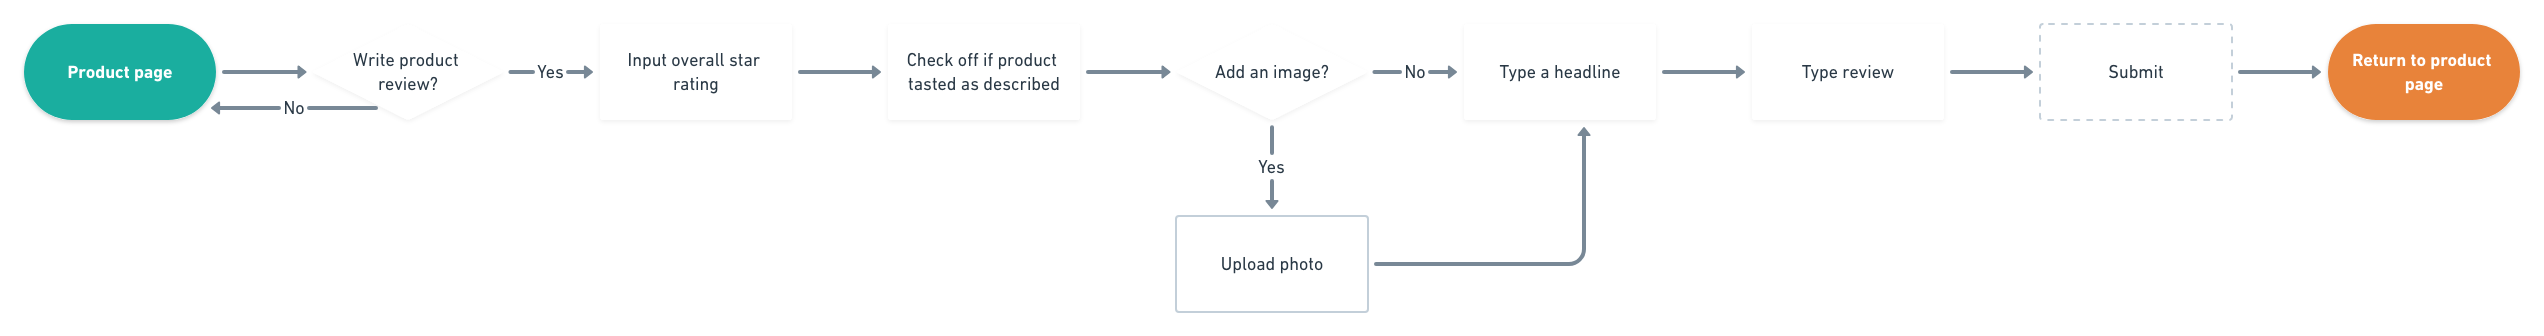 Product page
Write product
review?
Yes
No
Input overall star
rating
Check off if product
tasted as described
Add an image?
No
Yes
Upload photo
Type a headline
Type review
Submit
Return to product
page